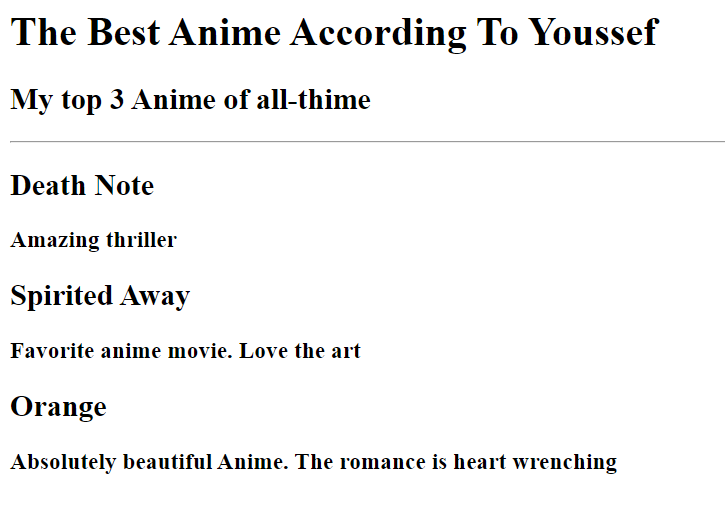 The Best Anime According To Youssef
My top 3 Anime of all-thime
Death Note
Amazing thriller
Spirited Away
Favorite anime movie. Love the art
Orange
Absolutely beautiful Anime. The romance is heart wrenching